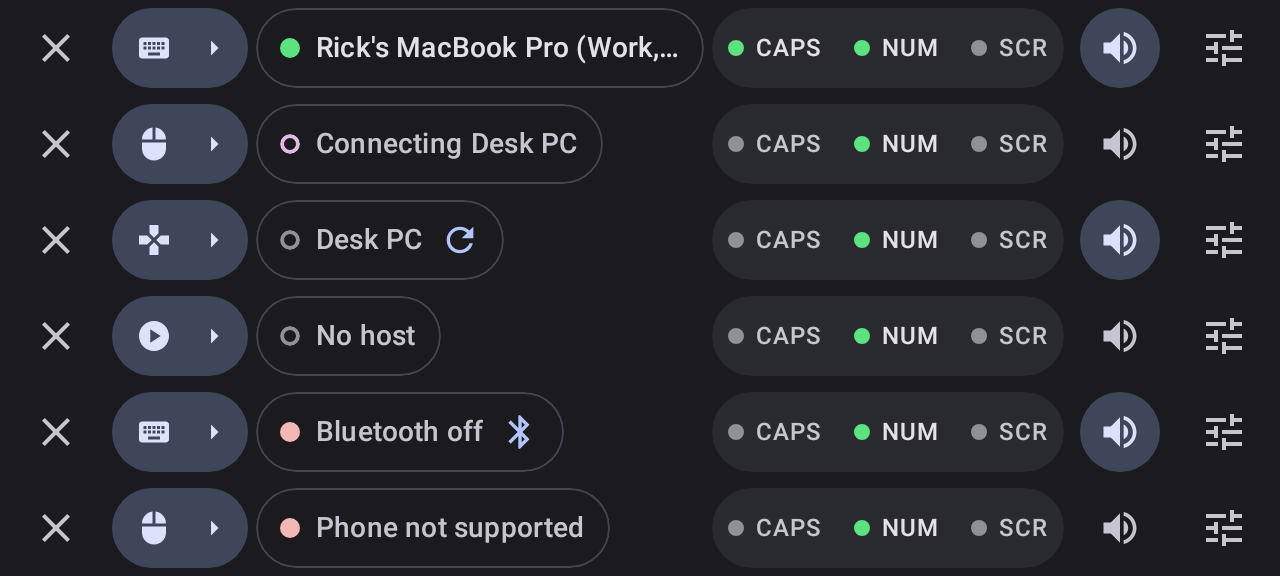 Rick's MacBook Pro (Work,... CAPS NUM SCR
Connecting Desk PC CAPS NUM SCR
Desk PC CAPS NUM SCR
No host CAPS NUM SCR
Bluetooth off CAPS NUM SCR
Phone not supported CAPS NUM SCR